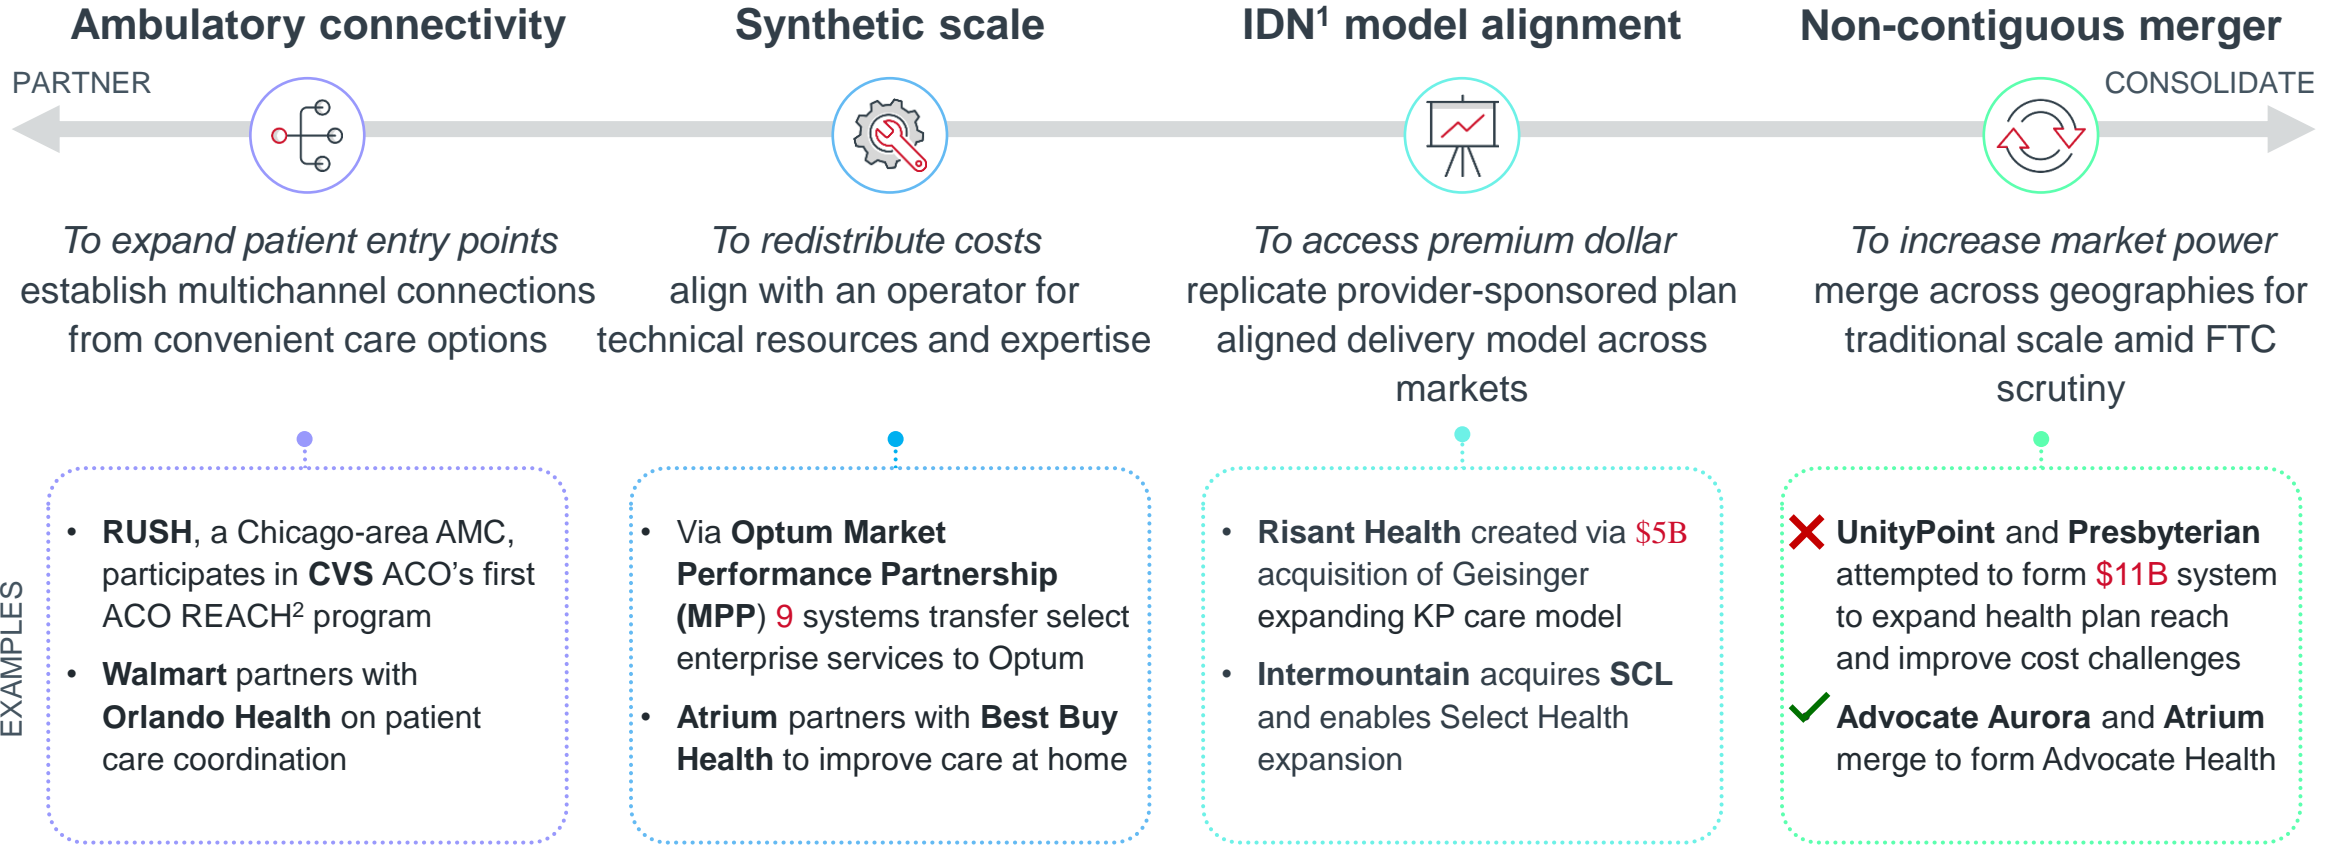 Ambulatory connectivity
Synthetic scale
IDN¹ model alignment
Non-contiguous merger
PARTNER
CONSOLIDATE
To expand patient entry points
establish multichannel connections
from convenient care options
To redistribute costs
align with an operator for
technical resources and expertise
To access premium dollar
replicate provider-sponsored plan
aligned delivery model across
markets
To increase market power
merge across geographies for
traditional scale amid FTC
scrutiny
EXAMPLES
• RUSH, a Chicago-area AMC,
participates in CVS ACO’s first
ACO REACH² program
• Walmart partners with
Orlando Health on patient
care coordination
• Via Optum Market
Performance Partnership
(MPP) 9 systems transfer select
enterprise services to Optum
• Atrium partners with Best Buy
Health to improve care at home
• Risant Health created via $5B
acquisition of Geisinger
expanding KP care model
• Intermountain acquires SCL
and enables Select Health
expansion
UnityPoint and Presbyterian
attempted to form $11B system
to expand health plan reach
and improve cost challenges
Advocate Aurora and Atrium
merge to form Advocate Health